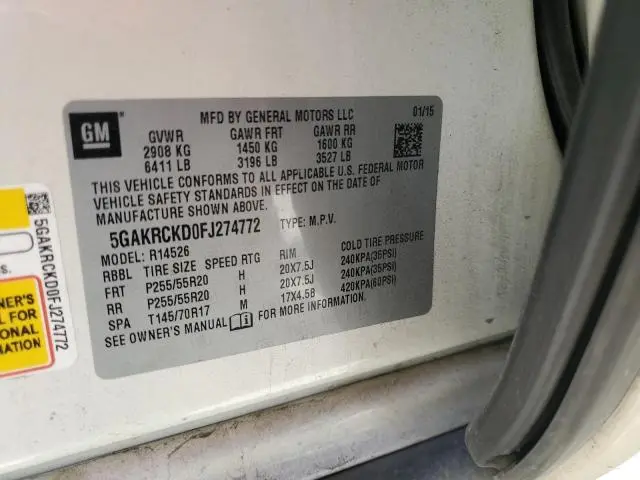 GM
MFD BY GENERAL MOTORS LLC 01/15
GVWR GAWR FRT GAWR RR
2908 KG 1450 KG 1600 KG
6411 LB 3196 LB 3527 LB
THIS VEHICLE CONFORMS TO ALL APPLICABLE U.S. FEDERAL MOTOR
VEHICLE SAFETY STANDARDS IN EFFECT ON THE DATE OF
MANUFACTURE SHOWN ABOVE.
5GAKRCKD0FJ274772 TYPE: M.P.V.
MODEL: R14526
RBBL TIRE SIZE SPEED RTG RIM COLD TIRE PRESSURE
FRT P255/55R20 H 20X7.5J 240KPA(35PSI)
RR P255/55R20 H 20X7.5J 240KPA(35PSI)
SPA T145/70R17 M 17X4.5B 420KPA(60PSI)
SEE OWNER'S MANUAL FOR MORE INFORMATION.
5GAKRCKD0FJ274772
s.
WNER'S
L FOR
IONAL
MATION